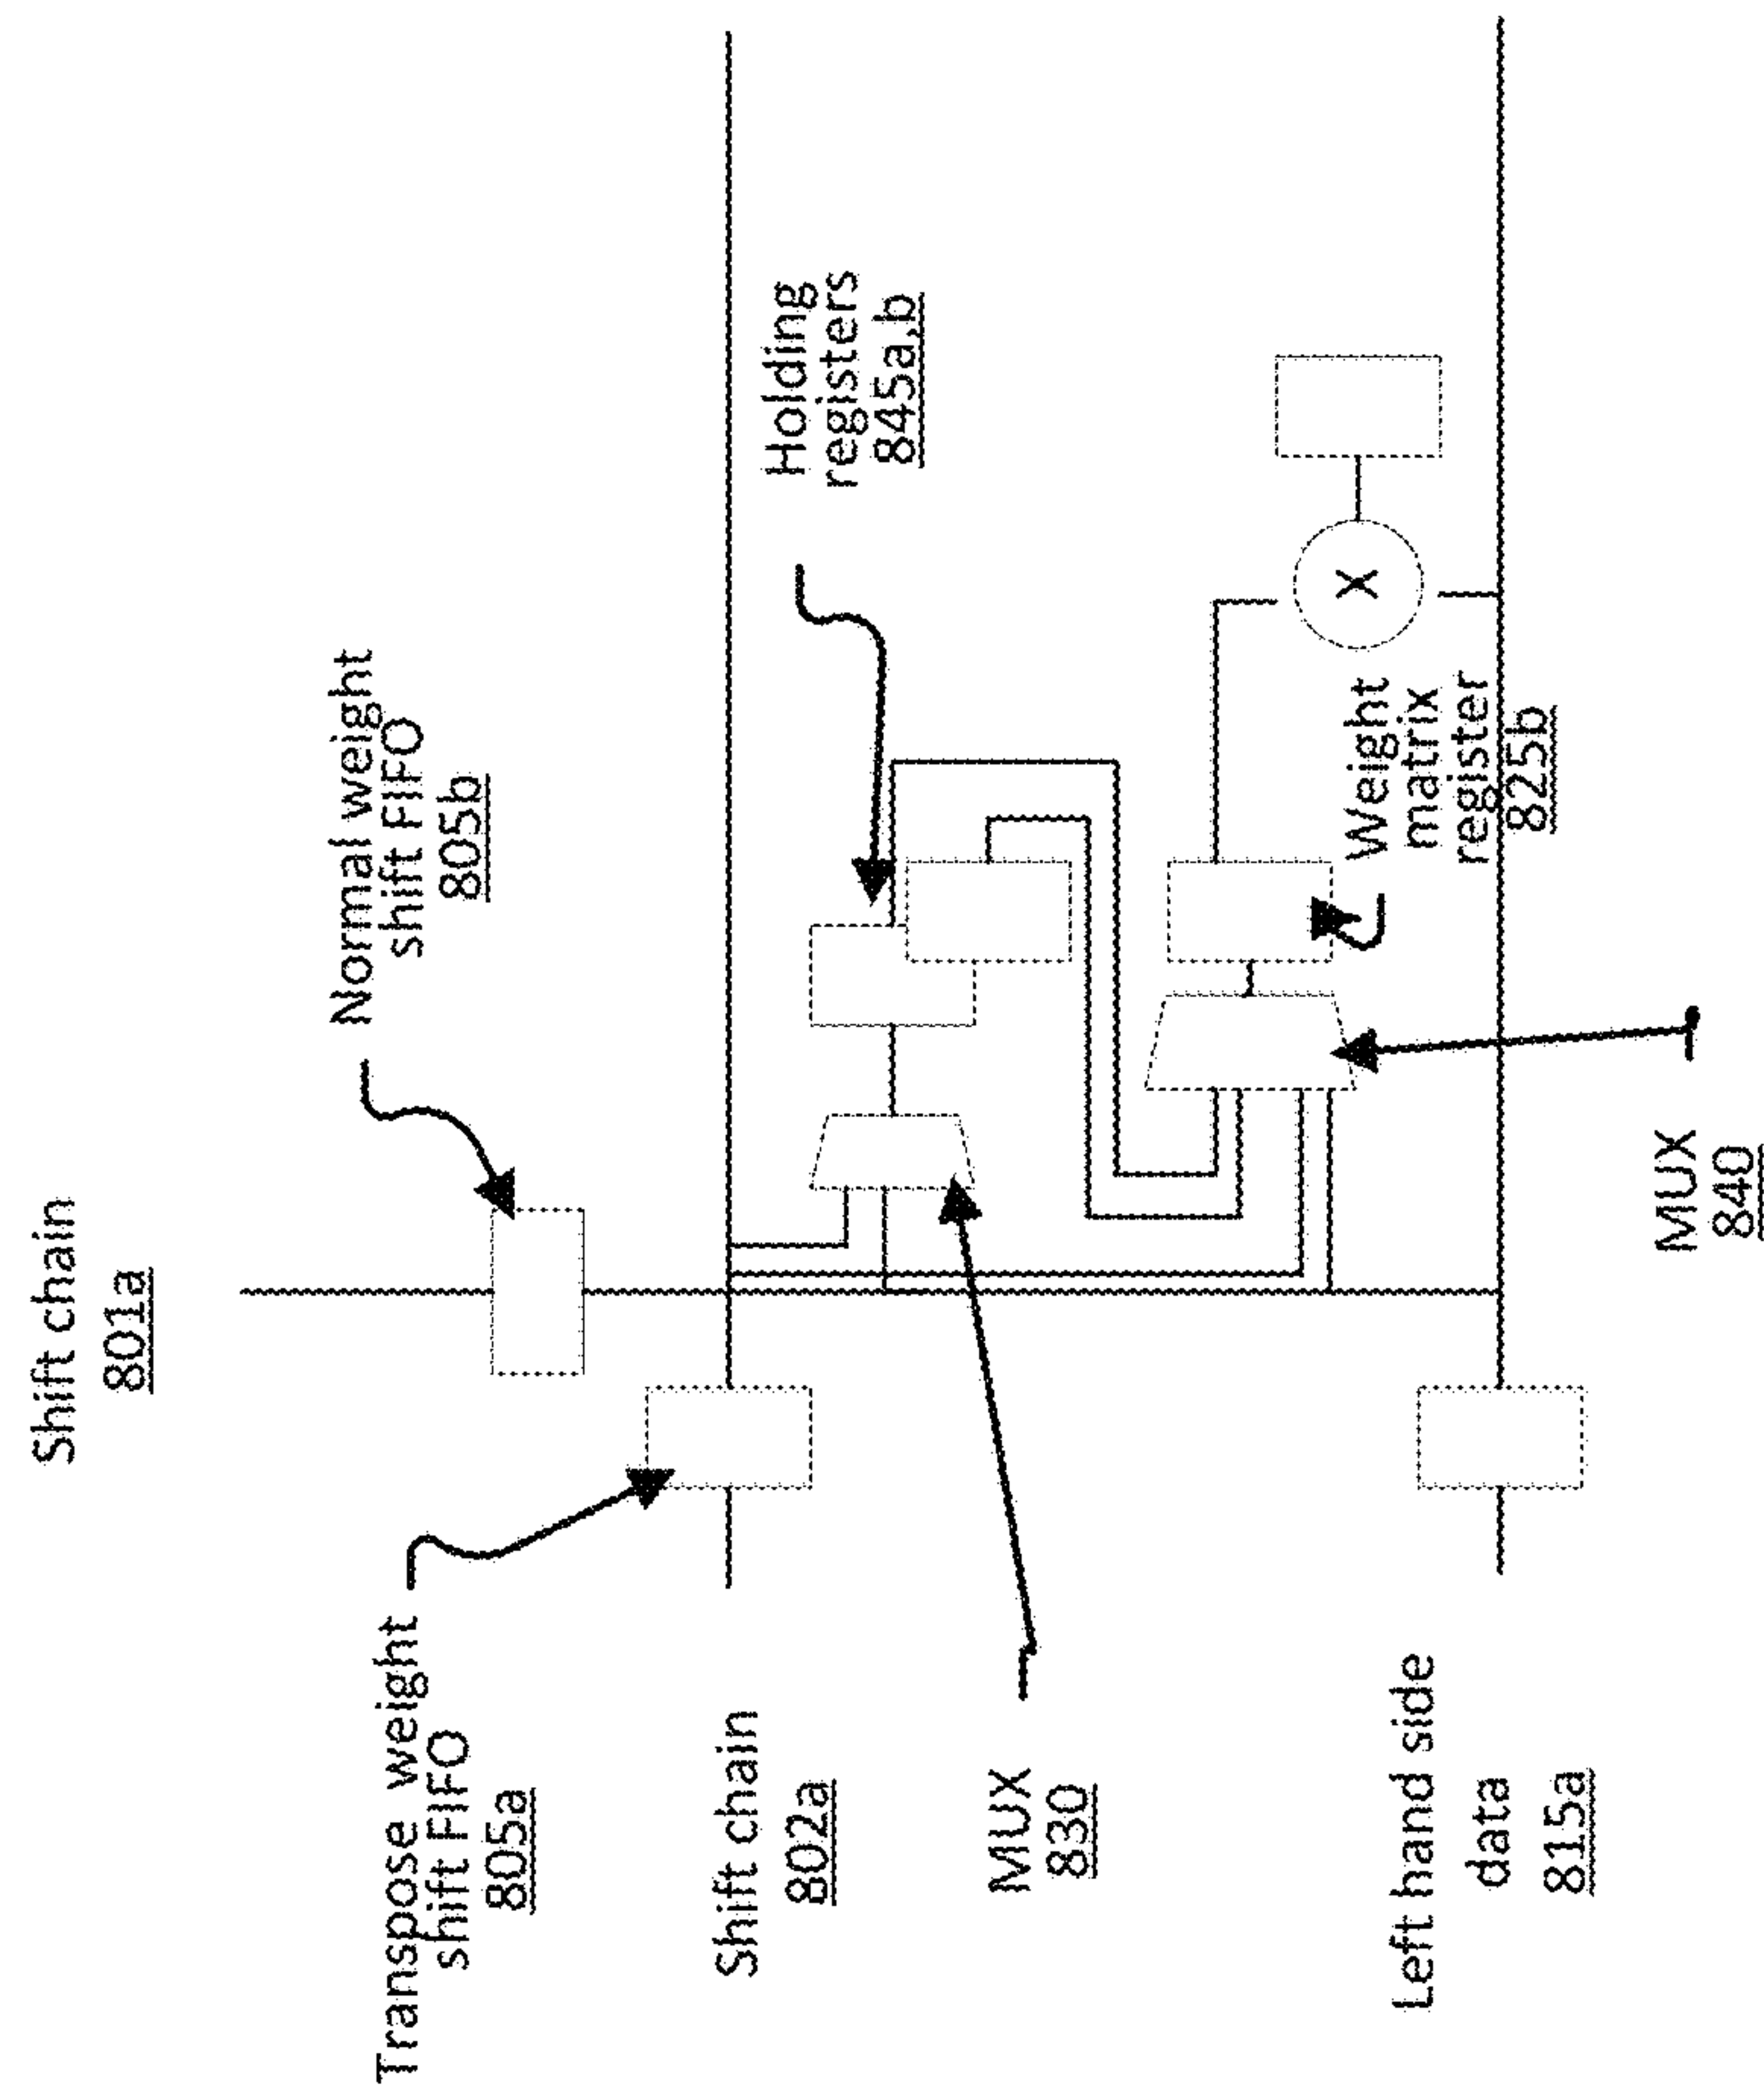 Shift chain
801a
Normal weight
shift FIFO
805b
Transpose weight
shift FIFO
805a
Shift chain
802a
Holding
registers
845a,b
MUX
830
X
Weight
matrix
register
825b
Left hand side
data
815a
MUX
840